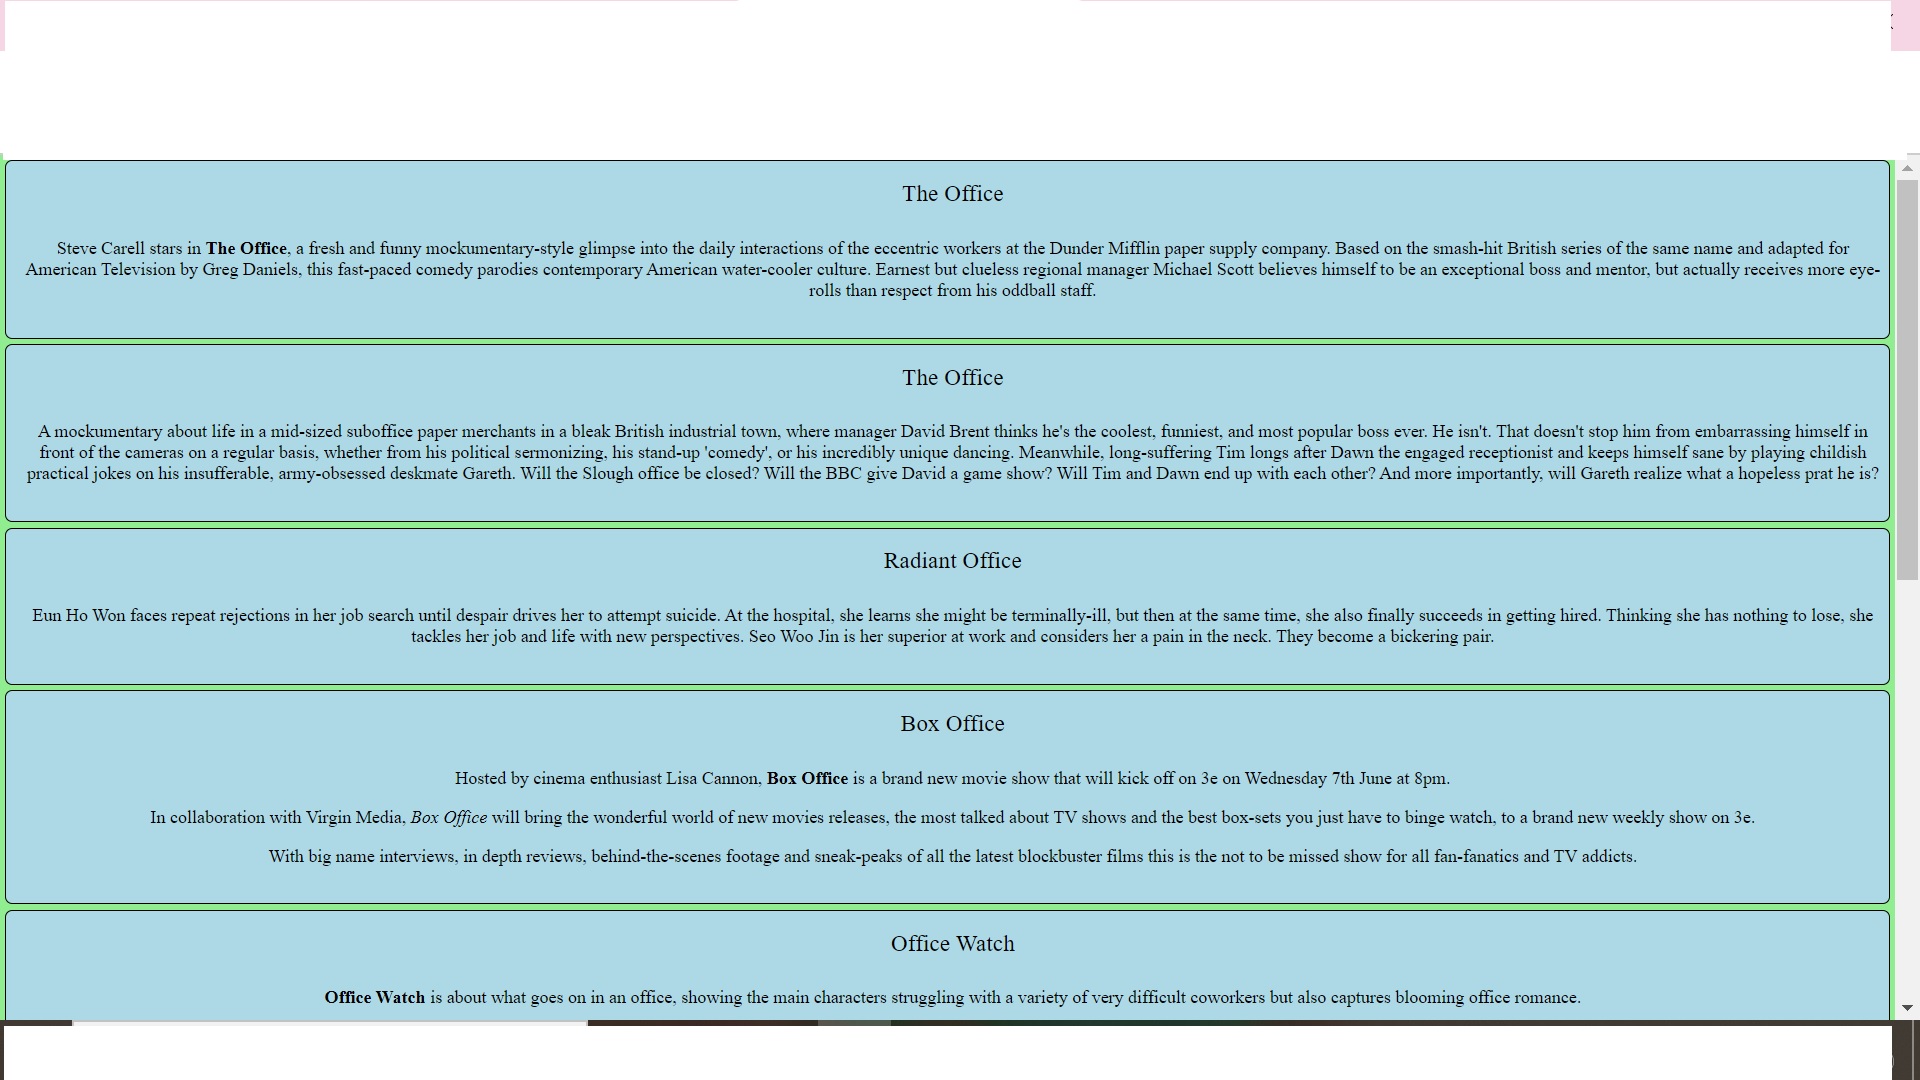 The Office
Steve Carell stars in The Office, a fresh and funny mockumentary-style glimpse into the daily interactions of the eccentric workers at the Dunder Mifflin paper supply company. Based on the smash-hit British series of the same name and adapted for
American Television by Greg Daniels, this fast-paced comedy parodies contemporary American water-cooler culture. Earnest but clueless regional manager Michael Scott believes himself to be an exceptional boss and mentor, but actually receives more eye-
rolls than respect from his oddball staff.
The Office
A mockumentary about life in a mid-sized suboffice paper merchants in a bleak British industrial town, where manager David Brent thinks he's the coolest, funniest, and most popular boss ever. He isn't. That doesn't stop him from embarrassing himself in
front of the cameras on a regular basis, whether from his political sermonizing, his stand-up 'comedy', or his incredibly unique dancing. Meanwhile, long-suffering Tim longs after Dawn the engaged receptionist and keeps himself sane by playing childish
practical jokes on his insufferable, army-obsessed deskmate Gareth. Will the Slough office be closed? Will the BBC give David a game show? Will Tim and Dawn end up with each other? And more importantly, will Gareth realize what a hopeless prat he is?
Radiant Office
Eun Ho Won faces repeat rejections in her job search until despair drives her to attempt suicide. At the hospital, she learns she might be terminally-ill, but then at the same time, she also finally succeeds in getting hired. Thinking she has nothing to lose, she
tackles her job and life with new perspectives. Seo Woo Jin is her superior at work and considers her a pain in the neck. They become a bickering pair.
Box Office
Hosted by cinema enthusiast Lisa Cannon, Box Office is a brand new movie show that will kick off on 3e on Wednesday 7th June at 8pm.
In collaboration with Virgin Media, Box Office will bring the wonderful world of new movies releases, the most talked about TV shows and the best box-sets you just have to binge watch, to a brand new weekly show on 3e.
With big name interviews, in depth reviews, behind-the-scenes footage and sneak-peaks of all the latest blockbuster films this is the not to be missed show for all fan-fanatics and TV addicts.
Office Watch
Office Watch is about what goes on in an office, showing the main characters struggling with a variety of very difficult coworkers but also captures blooming office romance.